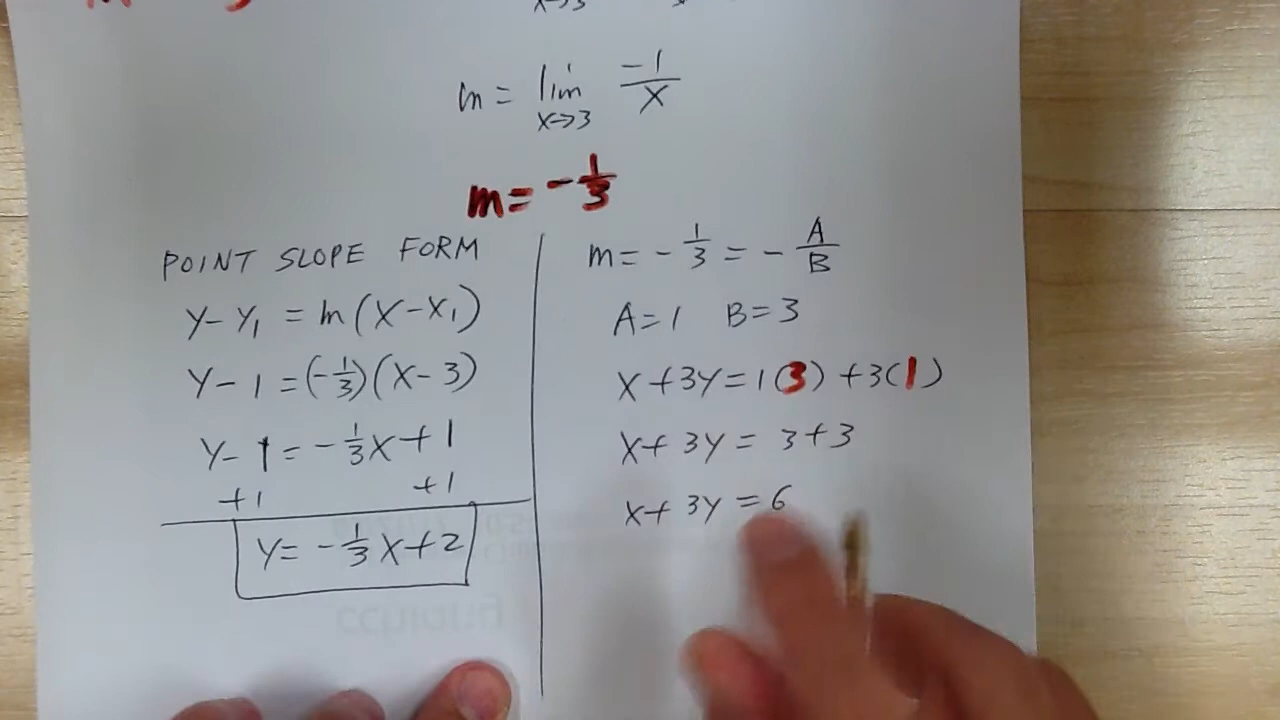 x→3
m = lim -1/x
x→3
m = -1/3
POINT SLOPE FORM
y - y₁ = m(x - x₁)
y - 1 = (-1/3)(x - 3)
y - 1 = -1/3x + 1
+1 +1
y = -1/3x + 2
m = -1/3 = -A/B
A = 1 B = 3
x + 3y = 1(3) + 3(1)
x + 3y = 3 + 3
x + 3y = 6